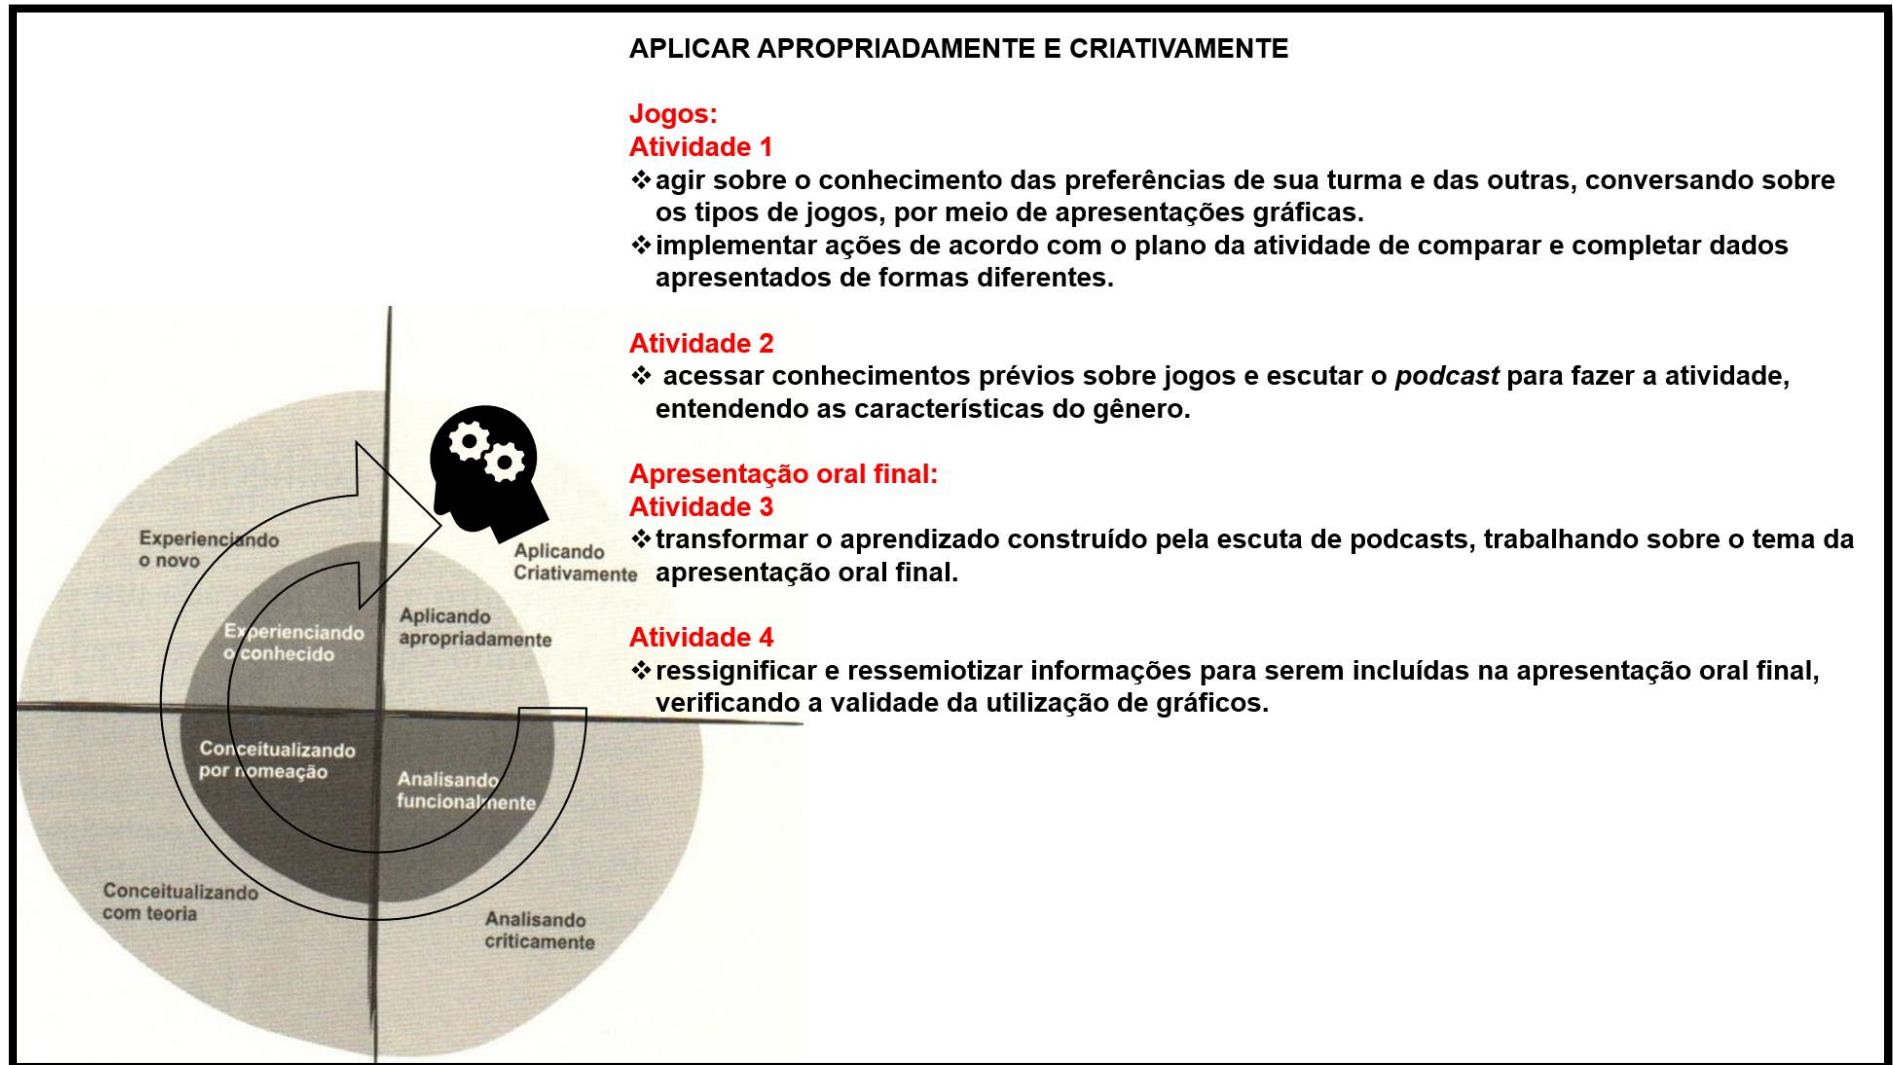 APLICAR APROPRIADAMENTE E CRIATIVAMENTE
Jogos:
Atividade 1
❖agir sobre o conhecimento das preferências de sua turma e das outras, conversando sobre
os tipos de jogos, por meio de apresentações gráficas.
❖implementar ações de acordo com o plano da atividade de comparar e completar dados
apresentados de formas diferentes.
Atividade 2
❖ acessar conhecimentos prévios sobre jogos e escutar o podcast para fazer a atividade,
entendendo as características do gênero.
Apresentação oral final:
Atividade 3
❖transformar o aprendizado construído pela escuta de podcasts, trabalhando sobre o tema da
apresentação oral final.
Atividade 4
❖ressignificar e ressemiotizar informações para serem incluídas na apresentação oral final,
verificando a validade da utilização de gráficos.
Experienciando
o novo
Aplicando
Criativamente
Experienciando
o conhecido
Aplicando
apropriadamente
Conceitualizando
por nomeação
Analisando
funcionalmente
Conceitualizando
com teoria
Analisando
criticamente